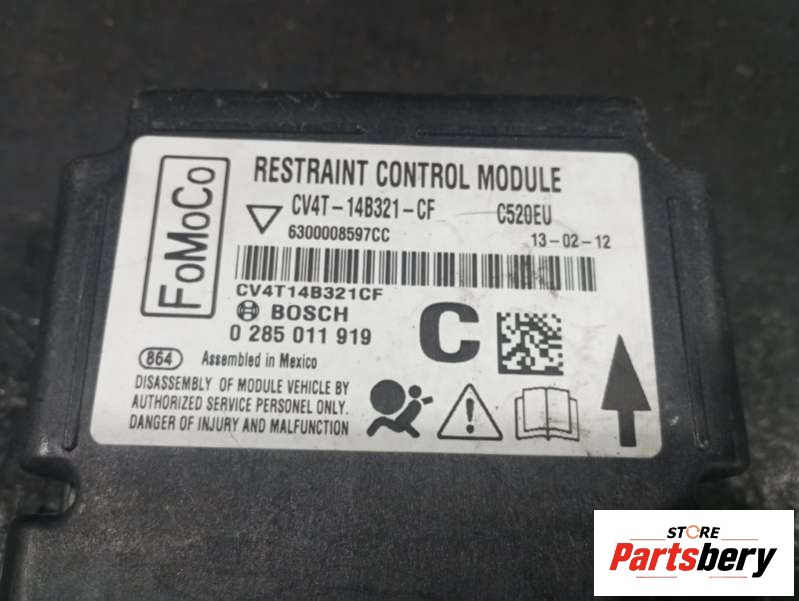 FoMoCo
RESTRAINT CONTROL MODULE
CV4T-14B321-CF C520EU
6300008597CC 13-02-12
CV4T14B321CF
BOSCH
0 285 011 919
C
864 Assembled in Mexico
DISASSEMBLY OF MODULE VEHICLE BY
AUTHORIZED SERVICE PERSONEL ONLY.
DANGER OF INJURY AND MALFUNCTION
STORE
Partsbery